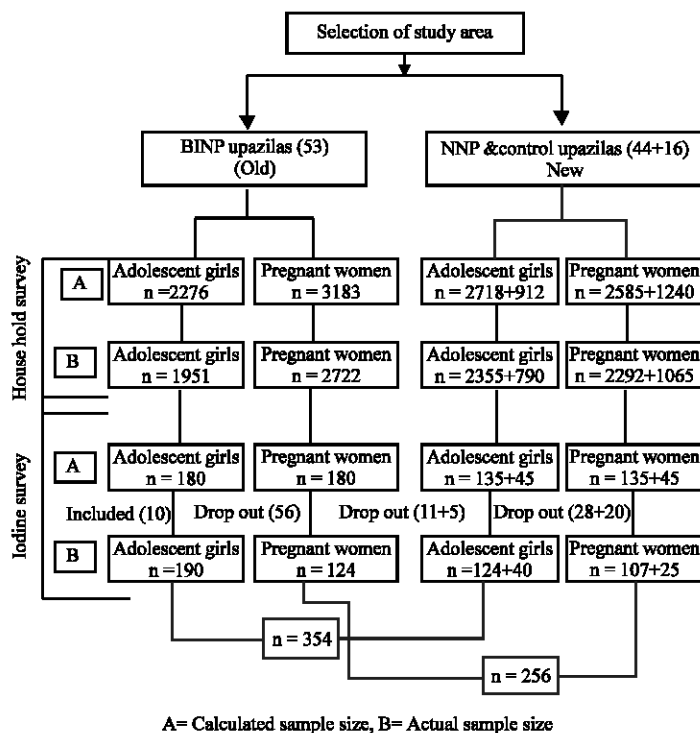 Selection of study area
BINP upazilas (53)
(Old)
NNP &control upazilas (44+16)
New
House hold survey
A
Adolescent girls
n =2276
Pregnant women
n = 3183
Adolescent girls
n = 2718+912
Pregnant women
n = 2585+1240
B
Adolescent girls
n = 1951
Pregnant women
n = 2722
Adolescent girls
n = 2355+790
Pregnant women
n = 2292+1065
Iodine survey
A
Adolescent girls
n = 180
Pregnant women
n = 180
Adolescent girls
n = 135+45
Pregnant women
n = 135+45
Included (10)
Drop out (56)
Drop out (11+5)
Drop out (28+20)
B
Adolescent girls
n =190
Pregnant women
n = 124
Adolescent girls
n =124+40
Pregnant women
n = 107+25
n = 354
n = 256
A= Calculated sample size, B= Actual sample size